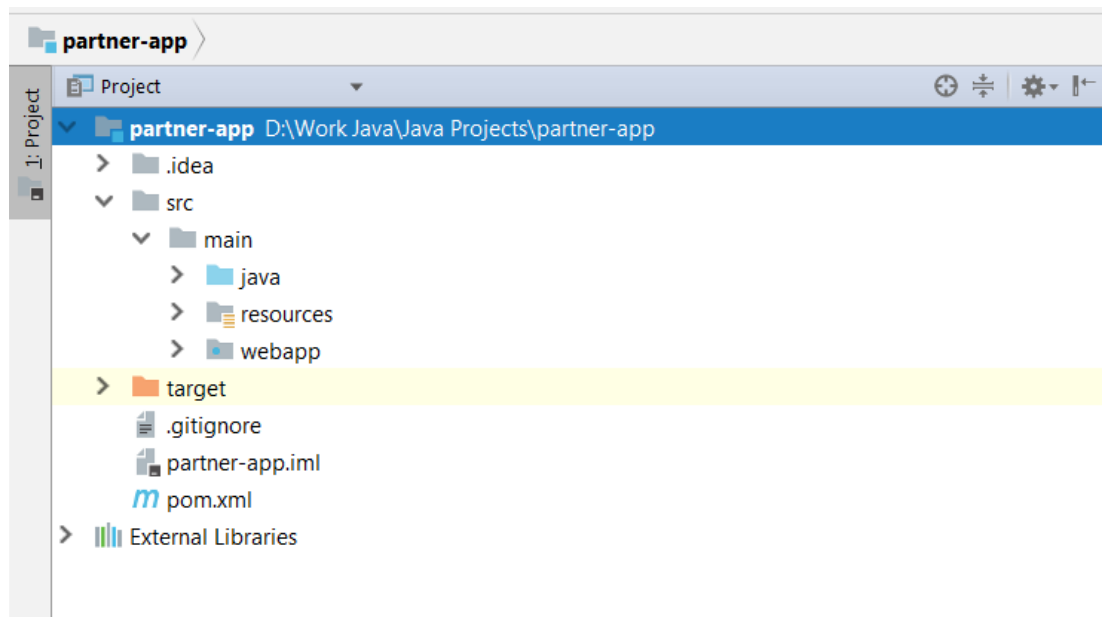 partner-app
1: Project
Project
partner-app D:\Work Java\Java Projects\partner-app
.idea
src
main
java
resources
webapp
target
.gitignore
partner-app.iml
pom.xml
External Libraries